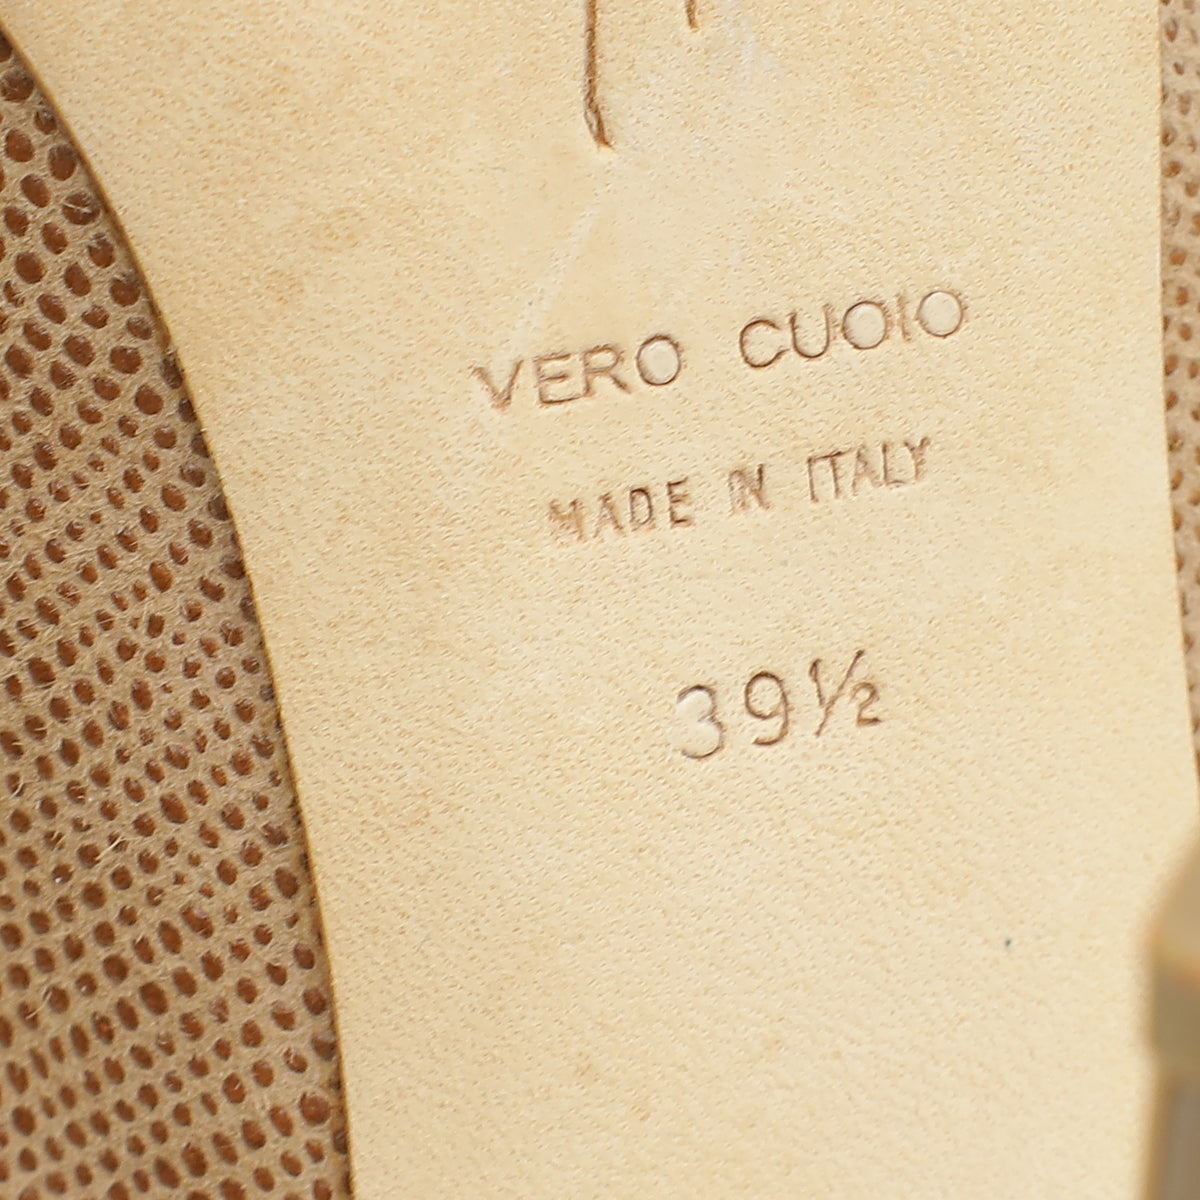 VERO CUOIO
MADE IN ITALY
39½